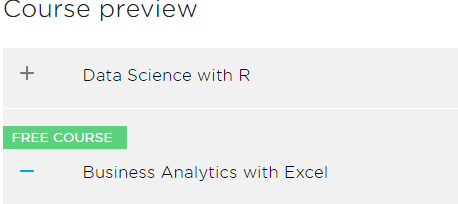 Course preview
Data Science with R
FREE COURSE
Business Analytics with Excel